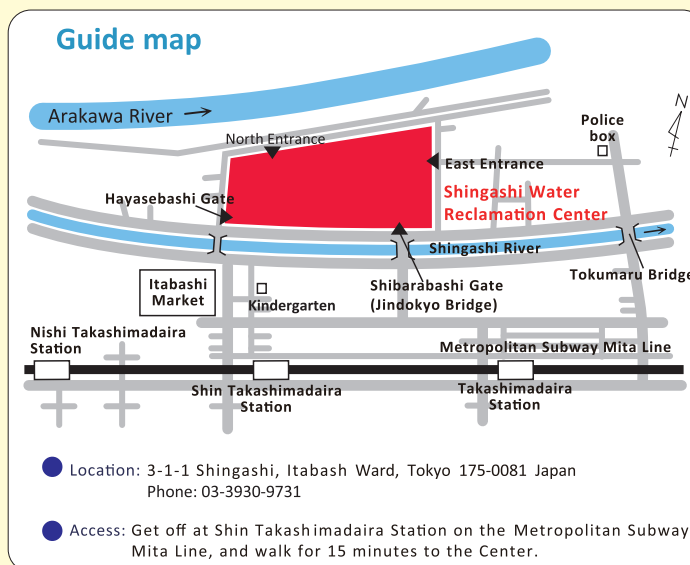 Guide map
Arakawa River
N
Police
box
North Entrance
East Entrance
Shingashi Water
Reclamation Center
Hayasebashi Gate
Shingashi River
Tokumaru Bridge
Itabashi
Market
Kindergarten
Shibarabashi Gate
(Jindokyo Bridge)
Nishi Takashimadaira
Station
Metropolitan Subway Mita Line
Shin Takashimadaira
Station
Takashimadaira
Station
Location: 3-1-1 Shingashi, Itabash Ward, Tokyo 175-0081 Japan
Phone: 03-3930-9731
Access: Get off at Shin Takashimadaira Station on the Metropolitan Subway
Mita Line, and walk for 15 minutes to the Center.